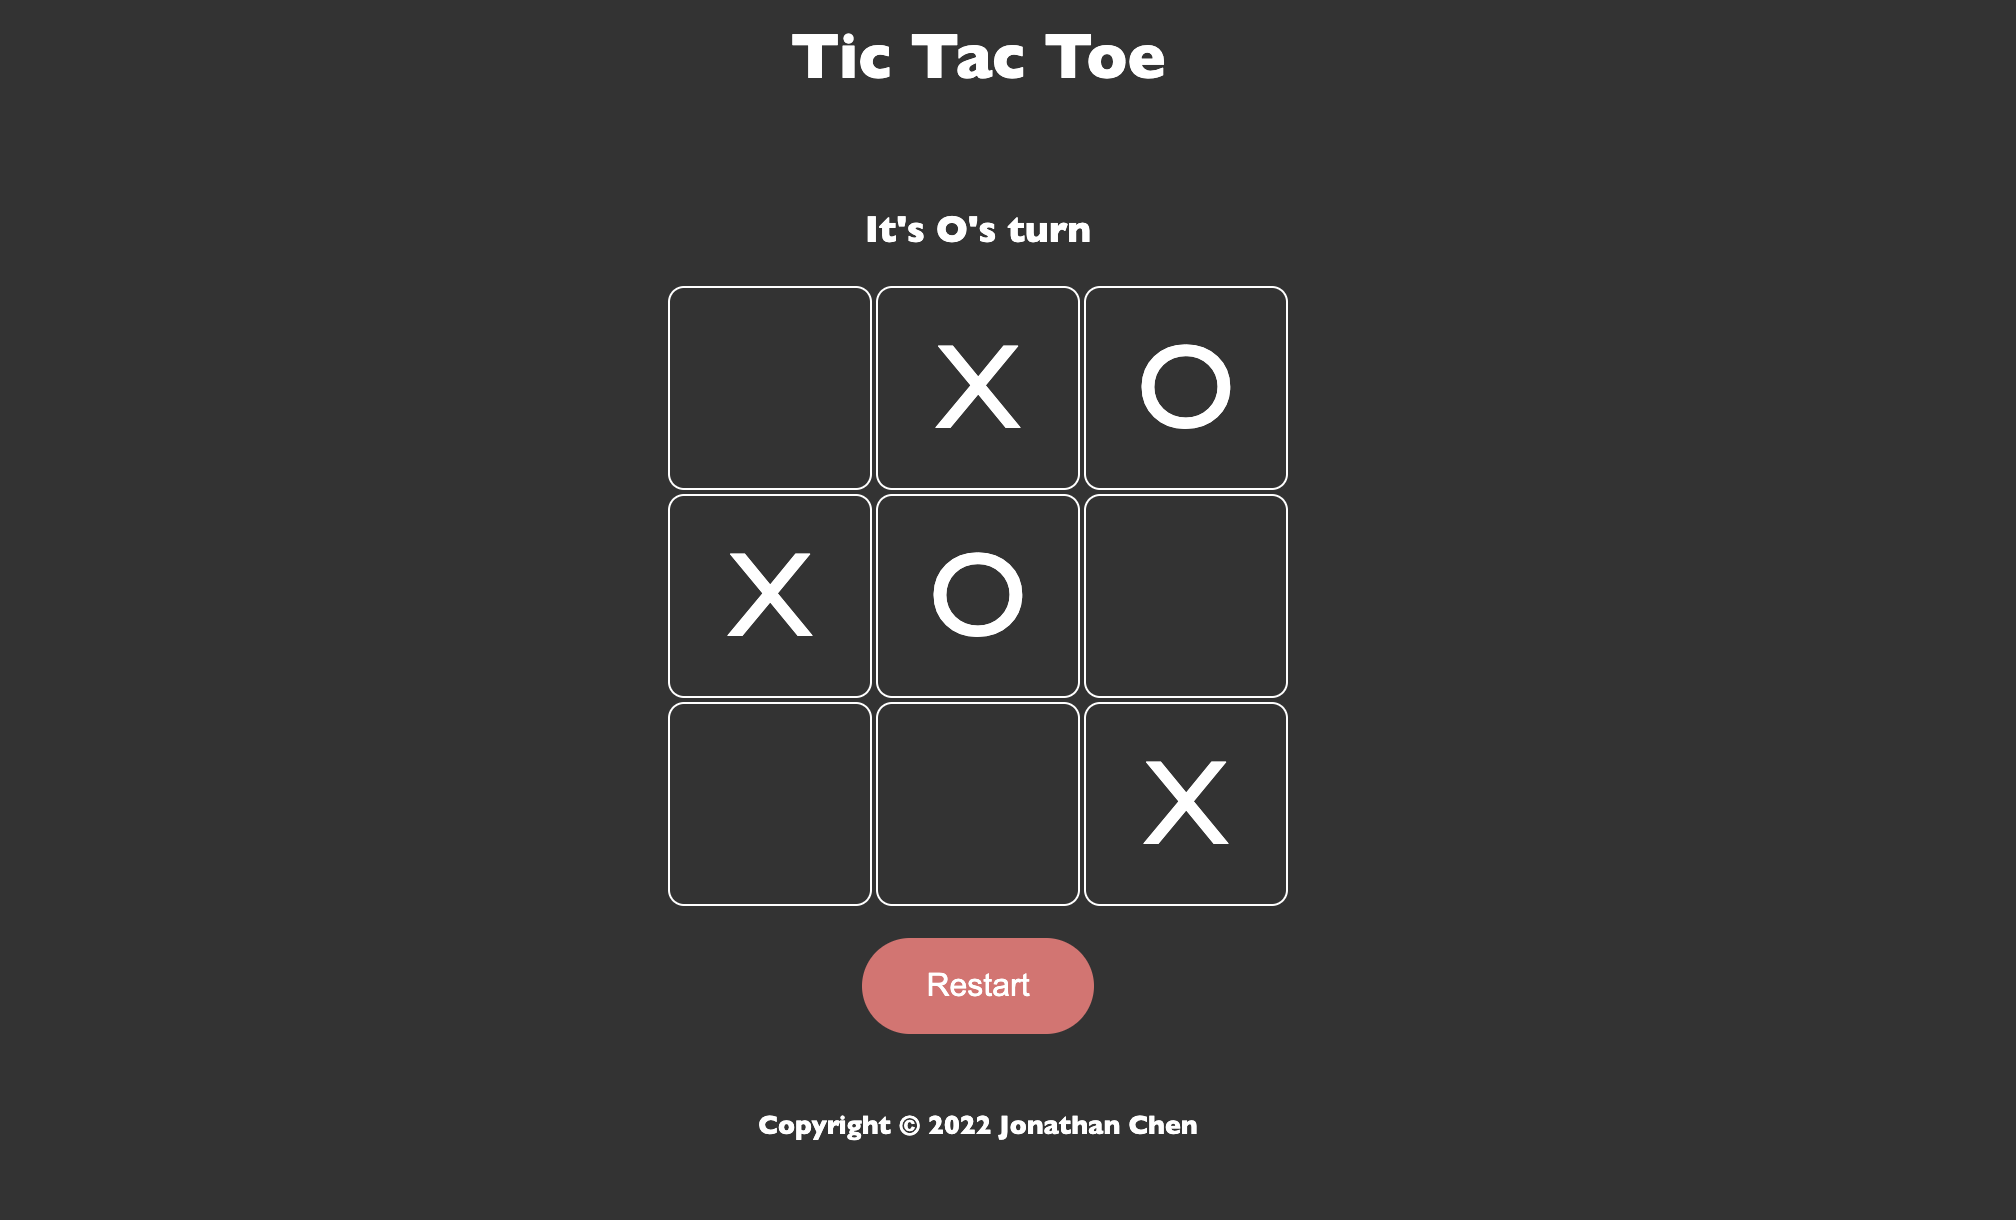 Tic Tac Toe
It's O's turn
X O
X O
X
Restart
Copyright © 2022 Jonathan Chen